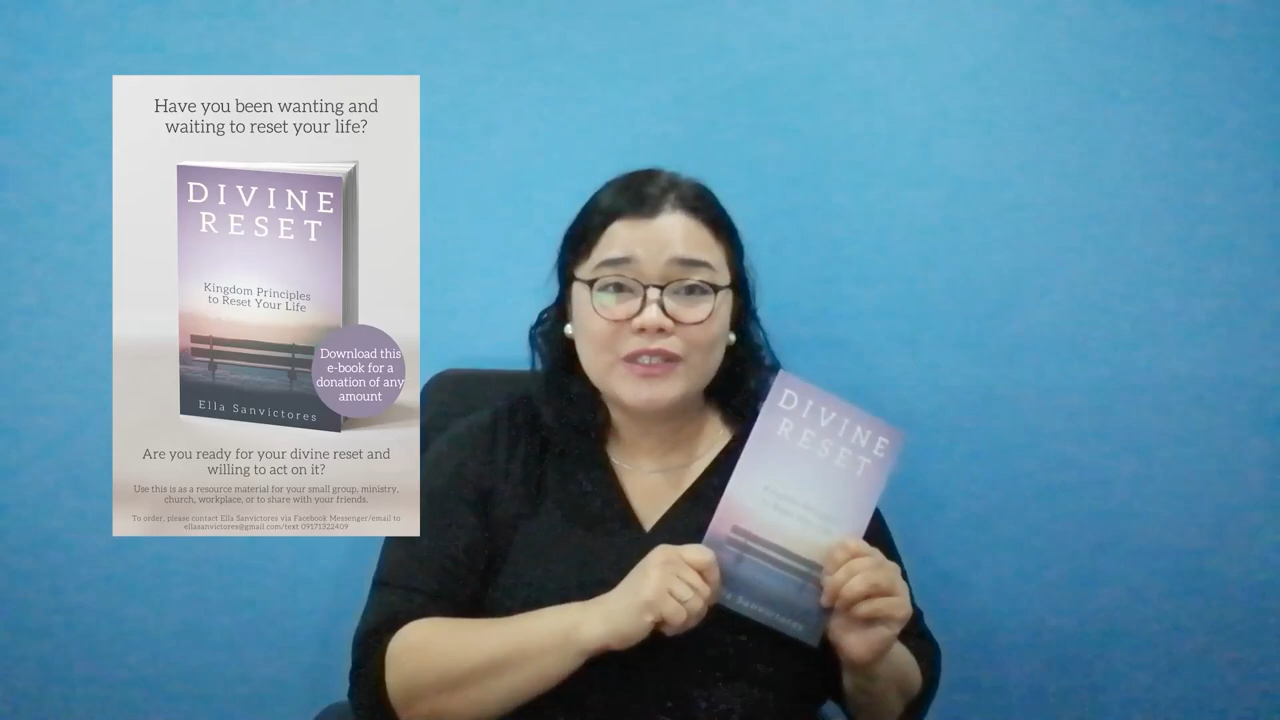 Have you been wanting and
waiting to reset your life?
DIVINE
RESET
Kingdom Principles
to Reset Your Life
Download this
e-book for a
donation of any
amount
Ella Sanvictores
Are you ready for your divine reset and
willing to act on it?
Use this is as a resource material for your small group, ministry,
church, workplace, or to share with your friends.
To order, please contact Ella Sanvictores via Facebook Messenger/email to
ellasanvictores@gmail.com/text 09171322409
DIVINE
RESET
Sanvictores